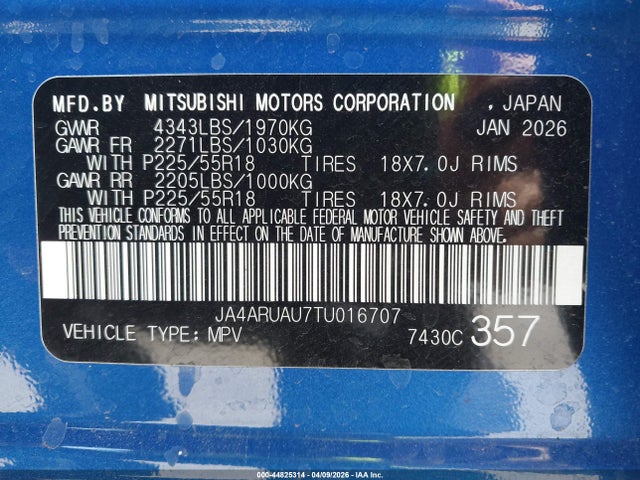 MFD.BY MITSUBISHI MOTORS CORPORATION , JAPAN
GVWR 4343LBS/1970KG JAN 2026
GAWR FR 2271LBS/1030KG
WITH P225/55R18 TIRES 18X7.0J RIMS
GAWR RR 2205LBS/1000KG
WITH P225/55R18 TIRES 18X7.0J RIMS
THIS VEHICLE CONFORMS TO ALL APPLICABLE FEDERAL MOTOR VEHICLE SAFETY AND THEFT
PREVENTION STANDARDS IN EFFECT ON THE DATE OF MANUFACTURE SHOWN ABOVE.
JA4ARUAU7TU016707
VEHICLE TYPE: MPV 7430C 357
000-44825314 - 04/09/2026 - IAA Inc.